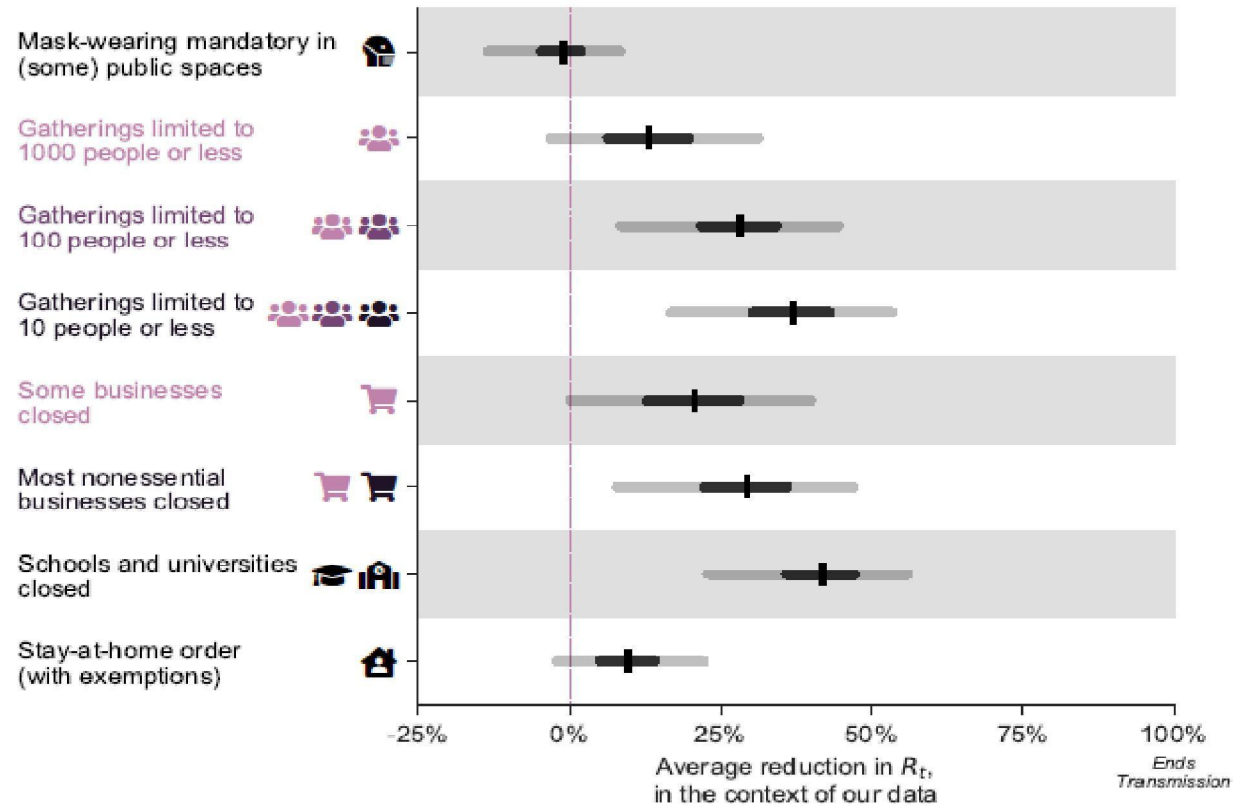 Mask-wearing mandatory in
(some) public spaces
Gatherings limited to
1000 people or less
Gatherings limited to
100 people or less
Gatherings limited to
10 people or less
Some businesses
closed
Most nonessential
businesses closed
Schools and universities
closed
Stay-at-home order
(with exemptions)
-25% 0% 25% 50% 75% 100%
Average reduction in Rt,
in the context of our data
Ends
Transmission